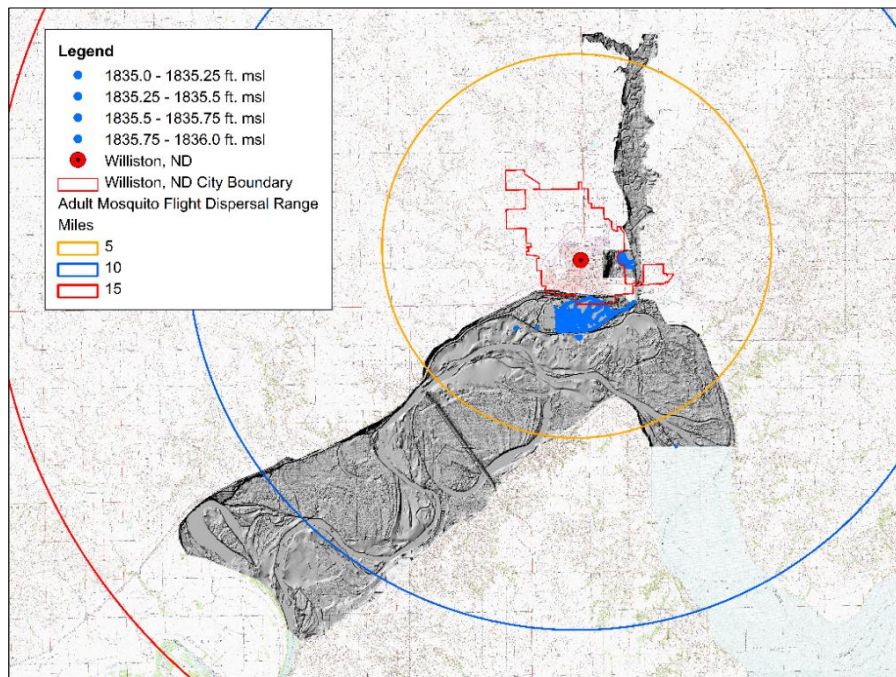 Legend
1835.0 - 1835.25 ft. msl
1835.25 - 1835.5 ft. msl
1835.5 - 1835.75 ft. msl
1835.75 - 1836.0 ft. msl
Williston, ND
Williston, ND City Boundary
Adult Mosquito Flight Dispersal Range
Miles
5
10
15